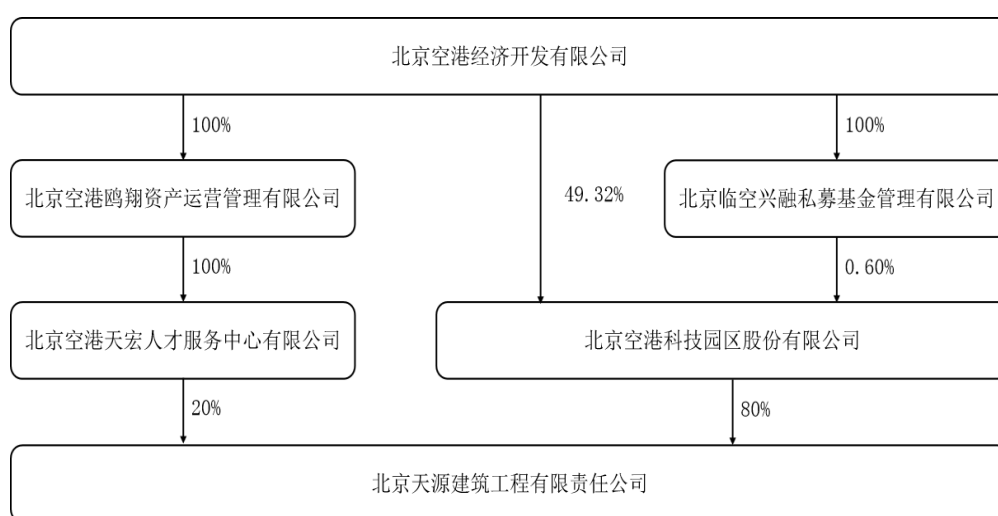 北京空港经济开发有限公司
100%
100%
北京空港鸥翔资产运营管理有限公司
49.32%
北京临空兴融私募基金管理有限公司
100%
0.60%
北京空港天宏人才服务中心有限公司
北京空港科技园区股份有限公司
20%
80%
北京天源建筑工程有限责任公司